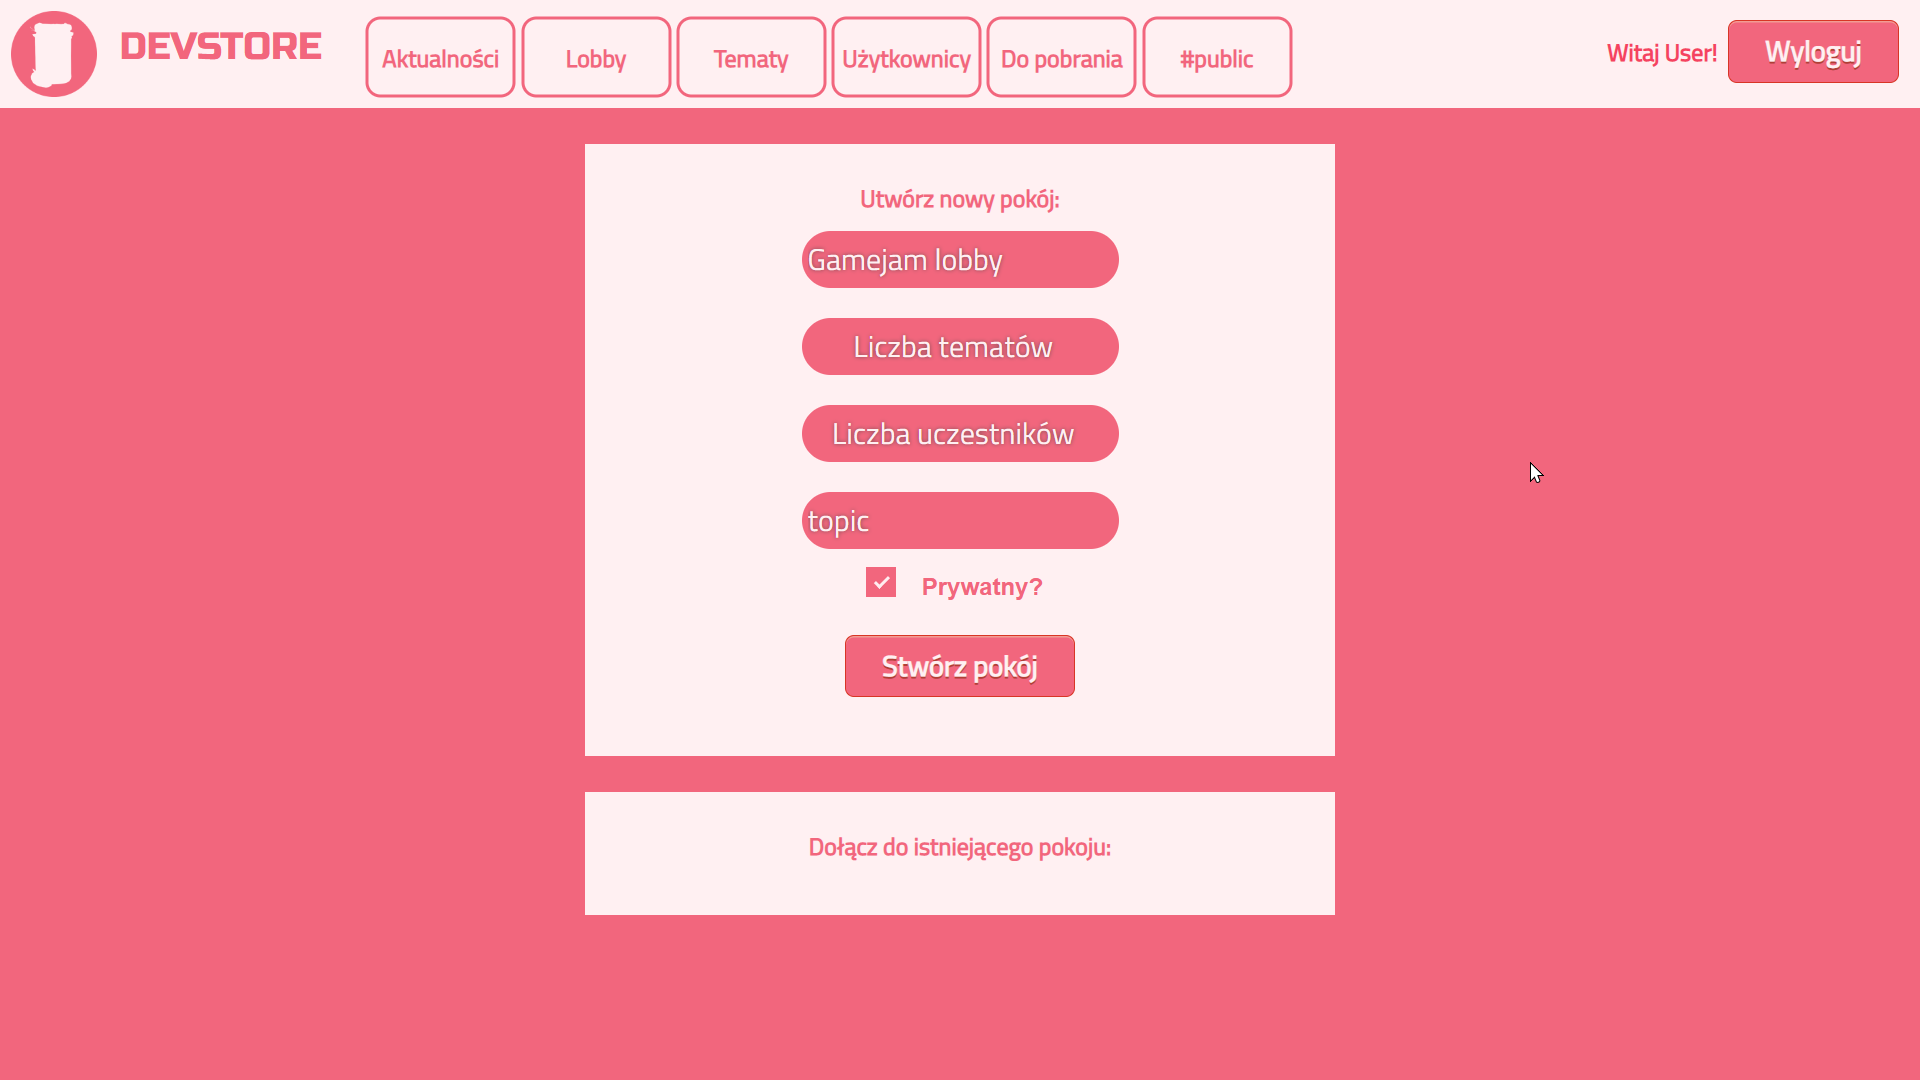 DEVSTORE
Aktualności
Lobby
Tematy
Użytkownicy
Do pobrania
#public
Witaj User!
Wyloguj
Utwórz nowy pokój:
Gamejam lobby
Liczba tematów
Liczba uczestników
topic
Prywatny?
Stwórz pokój
Dołącz do istniejącego pokoju: